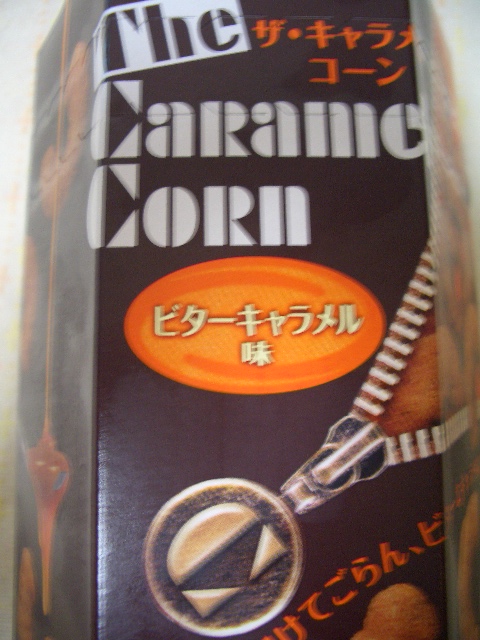 The
ザ・キャラメ
コーン
Carame
Corn
ビターキャラメル
味
けてごらん、ビ